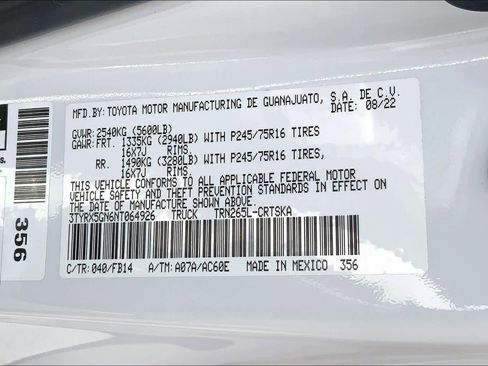 MFD.BY: TOYOTA MOTOR MANUFACTURING DE GUANAJUATO, S.A. DE C.V.
DATE: 08/22
GVWR: 2540KG (5600LB)
GAWR: FRT. 1335KG (2940LB) WITH P245/75R16 TIRES
16X7J RIMS,
RR. 1490KG (3280LB) WITH P245/75R16 TIRES,
16X7J RIMS.
THIS VEHICLE CONFORMS TO ALL APPLICABLE FEDERAL MOTOR
VEHICLE SAFETY AND THEFT PREVENTION STANDARDS IN EFFECT ON
THE DATE OF MANUFACTURE SHOWN ABOVE.
3TYRX5GN6NT064926 TRUCK TRN265L-CRTSKA
C/TR: 040/FB14 A/TM: A07A/AC60E MADE IN MEXICO 356
s.
356